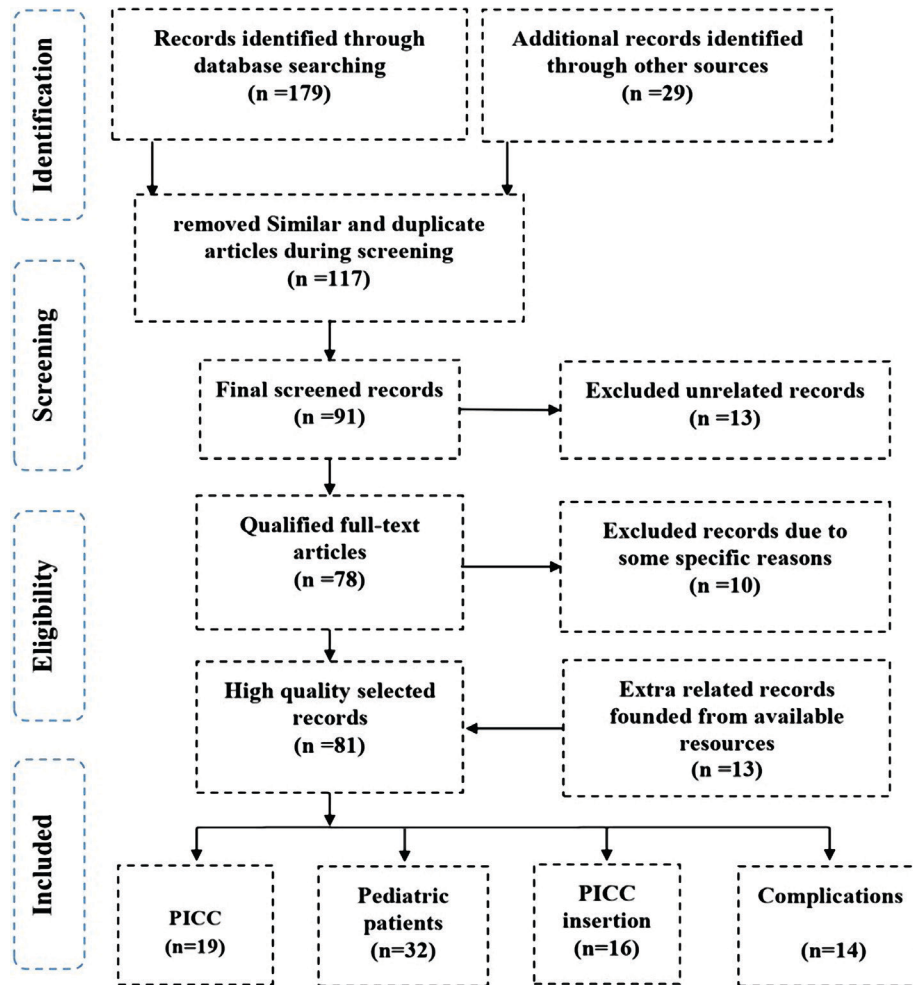 Identification
Records identified through
database searching
(n =179)
Additional records identified
through other sources
(n =29)
removed Similar and duplicate
articles during screening
(n =117)
Screening
Final screened records
(n =91)
Excluded unrelated records
(n =13)
Eligibility
Qualified full-text
articles
(n =78)
Excluded records due to
some specific reasons
(n =10)
High quality selected
records
(n =81)
Extra related records
founded from available
resources
(n =13)
Included
PICC
(n=19)
Pediatric
patients
(n=32)
PICC
insertion
(n=16)
Complications
(n=14)